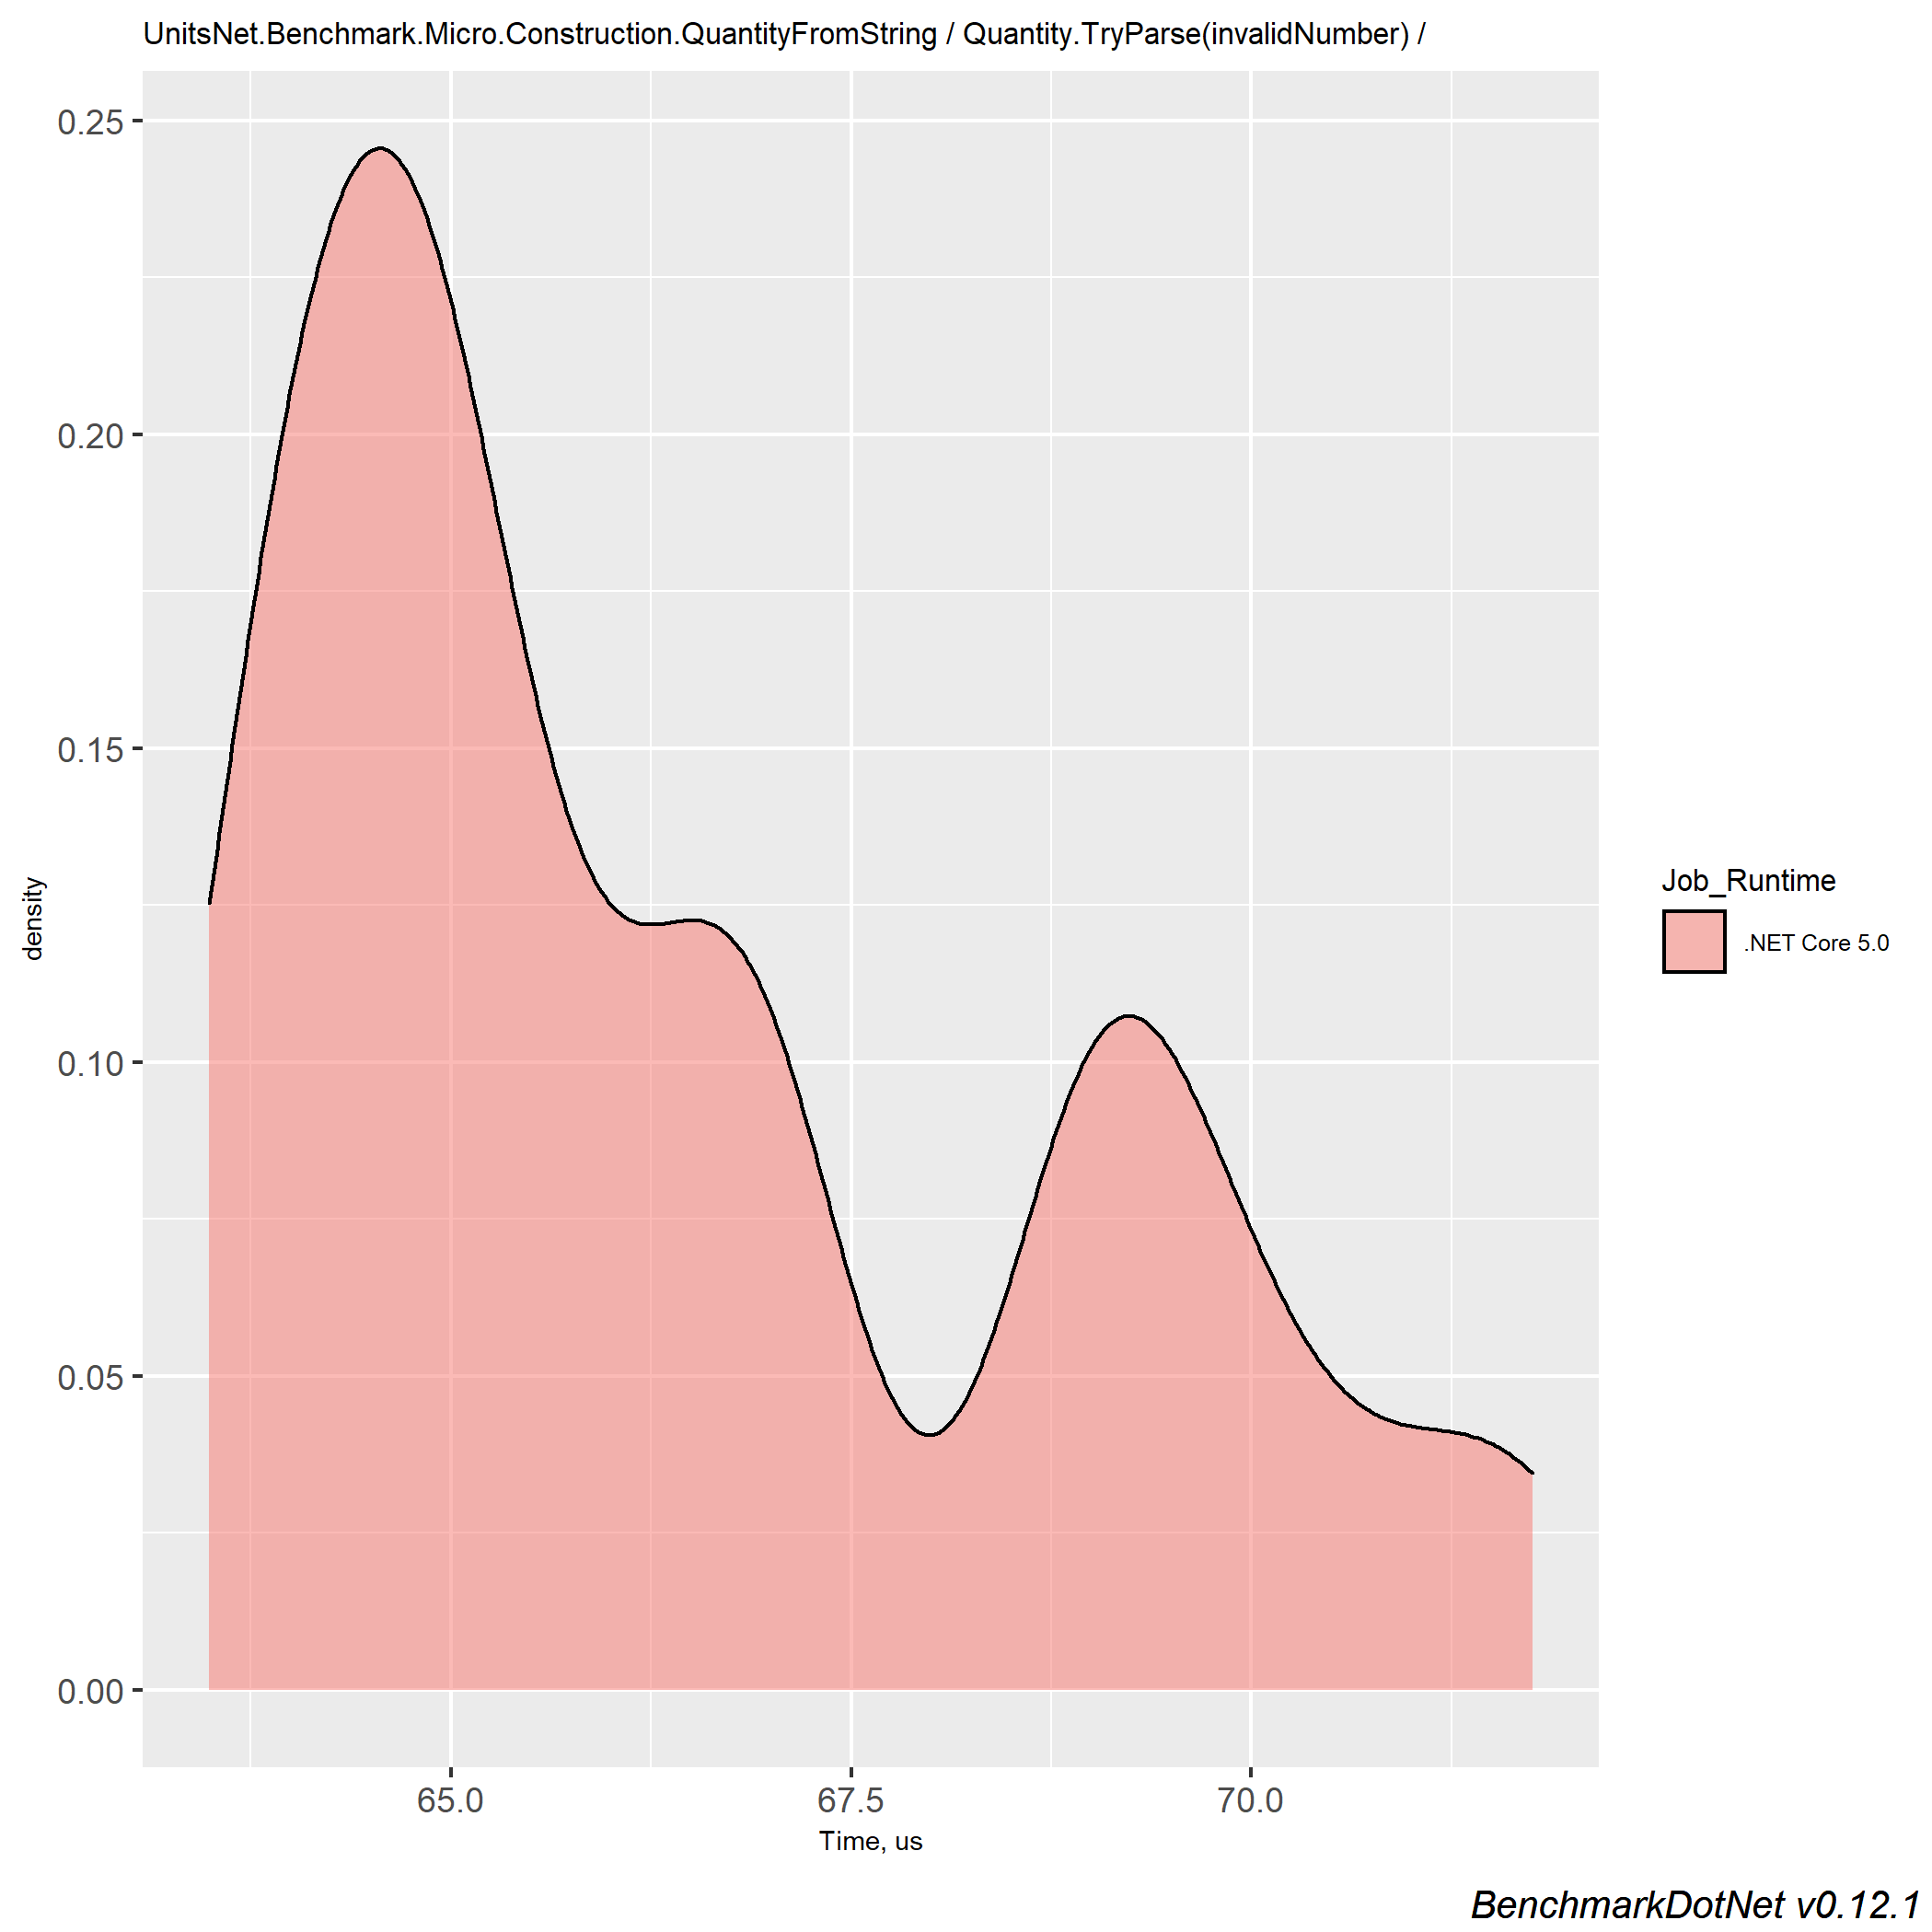 UnitsNet.Benchmark.Micro.Construction.QuantityFromString / Quantity.TryParse(invalidNumber) /
0.25
0.20
0.15
0.10
0.05
0.00
density
65.0 67.5 70.0
Time, us
Job_Runtime
.NET Core 5.0
BenchmarkDotNet v0.12.1